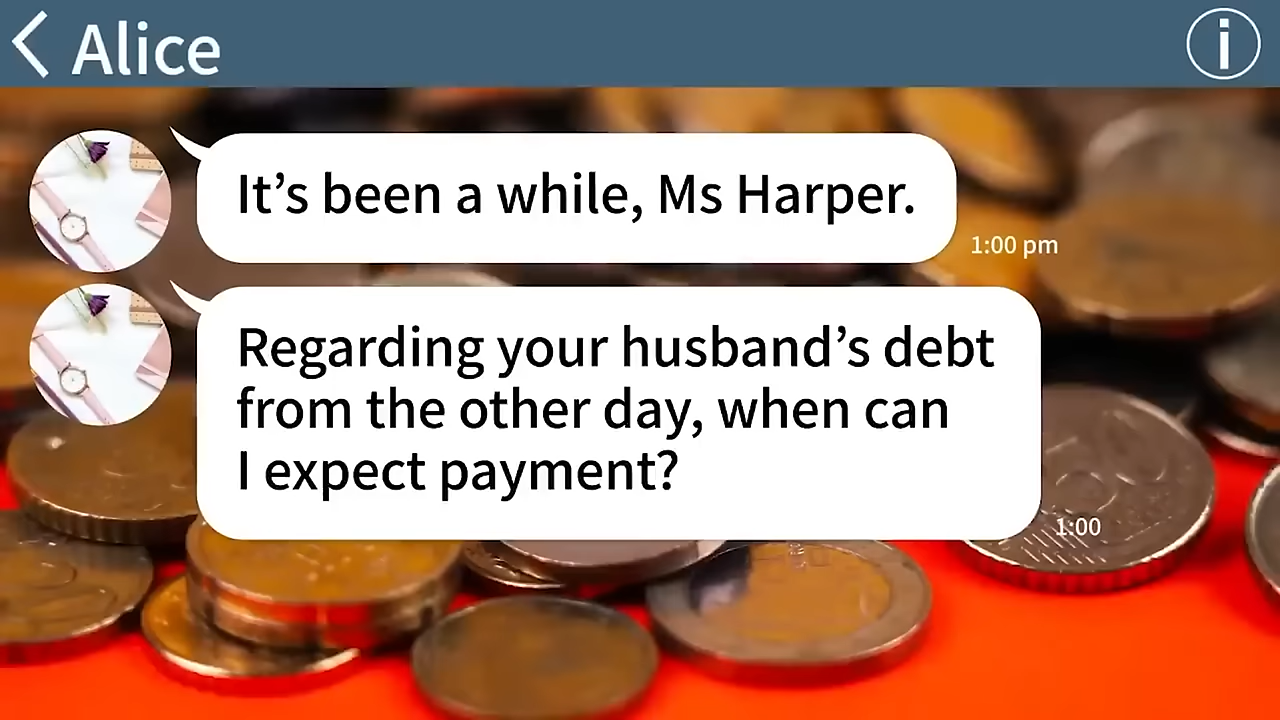 Alice
It’s been a while, Ms Harper.
1:00 pm
Regarding your husband’s debt
from the other day, when can
I expect payment?
1:00